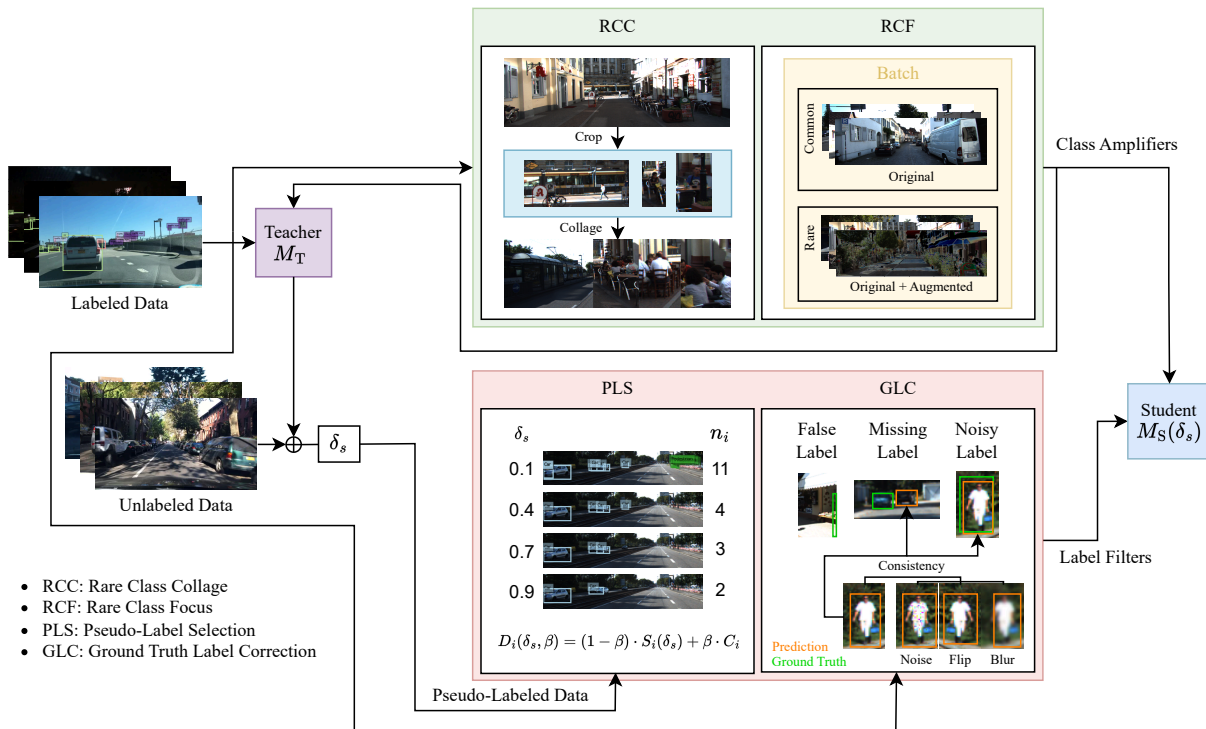 RCC
RCF
Crop
Collage
Batch
Common
Original
Rare
Original + Augmented
Class Amplifiers
Labeled Data
Teacher
M_T
Unlabeled Data
δ_s
Student
M_S(δ_s)
PLS
GLC
δ_s
n_i
0.1
11
0.4
4
0.7
3
0.9
2
D_i(δ_s, β) = (1 − β) · S_i(δ_s) + β · C_i
False
Label
Missing
Label
Noisy
Label
Consistency
Prediction
Ground Truth
Noise
Flip
Blur
Label Filters
Pseudo-Labeled Data
• RCC: Rare Class Collage
• RCF: Rare Class Focus
• PLS: Pseudo-Label Selection
• GLC: Ground Truth Label Correction